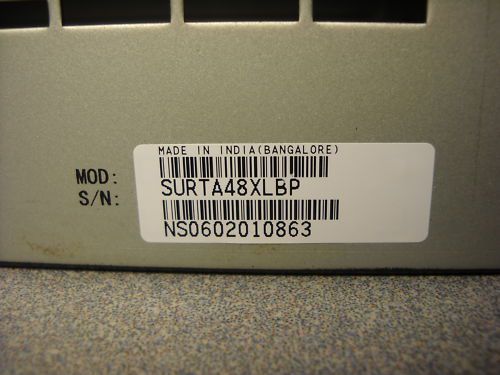 MADE IN INDIA(BANGALORE)
MOD: SURTA48XLBP
S/N: NS0602010863